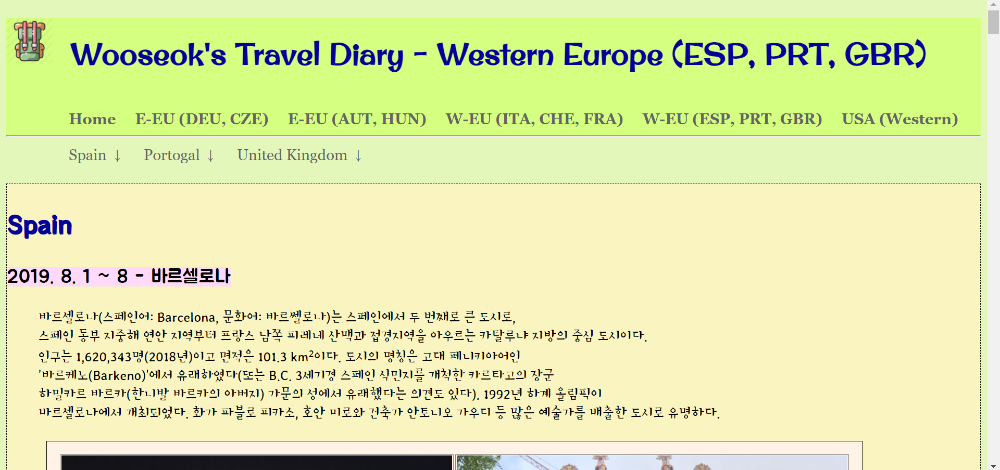 Wooseok's Travel Diary - Western Europe (ESP, PRT, GBR)
Home E-EU (DEU, CZE) E-EU (AUT, HUN) W-EU (ITA, CHE, FRA) W-EU (ESP, PRT, GBR) USA (Western)
Spain ↓ Portogal ↓ United Kingdom ↓
Spain
2019. 8. 1 ~ 8 - 바르셀로나
바르셀로나(스페인어: Barcelona, 문화어: 바르쎌로나)는 스페인에서 두 번째로 큰 도시로,
스페인 동부 지중해 연안 지역부터 프랑스 남쪽 피레네 산맥과 접경지역을 아우르는 카탈루냐 지방의 중심 도시이다.
인구는 1,620,343명(2018년)이고 면적은 101.3 km²이다. 도시의 명칭은 고대 페니키아어인
'바르케노(Barkeno)'에서 유래하였다(또는 B.C. 3세기경 스페인 식민지를 개척한 카르타고의 장군
하밀카르 바르카(한니발 바르카의 아버지) 가문의 성에서 유래했다는 의견도 있다). 1992년 하계 올림픽이
바르셀로나에서 개최되었다. 화가 파블로 피카소, 호안 미로와 건축가 안토니오 가우디 등 많은 예술가를 배출한 도시로 유명하다.